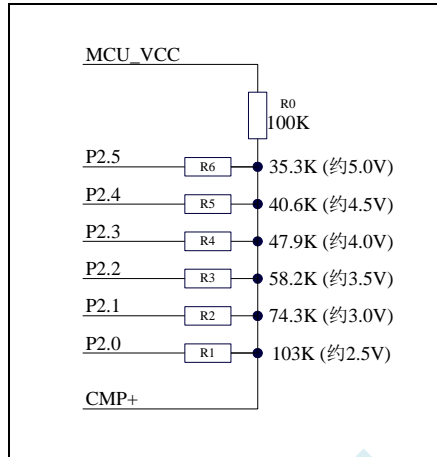 MCU_VCC
R0
100K
P2.5 R6 35.3K (约5.0V)
P2.4 R5 40.6K (约4.5V)
P2.3 R4 47.9K (约4.0V)
P2.2 R3 58.2K (约3.5V)
P2.1 R2 74.3K (约3.0V)
P2.0 R1 103K (约2.5V)
CMP+